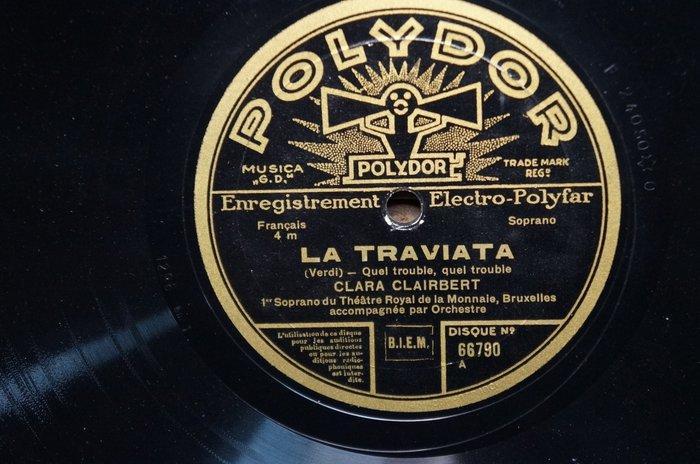 POLYDOR
MUSICA „G.D.“
POLYDOR
TRADE MARK REGD
Enregistrement Electro-Polyfar
Français
4 m
Soprano
LA TRAVIATA
(Verdi) — Quel trouble, quel trouble
CLARA CLAIRBERT
1er Soprano du Théâtre Royal de la Monnaie, Bruxelles
accompagnée par Orchestre
L'utilisation de ce disque
pour les auditions
publiques directes
ou pour les au-
ditions radio-
phoniques
est inter-
dite.
B.I.E.M.
DISQUE No
66790
A